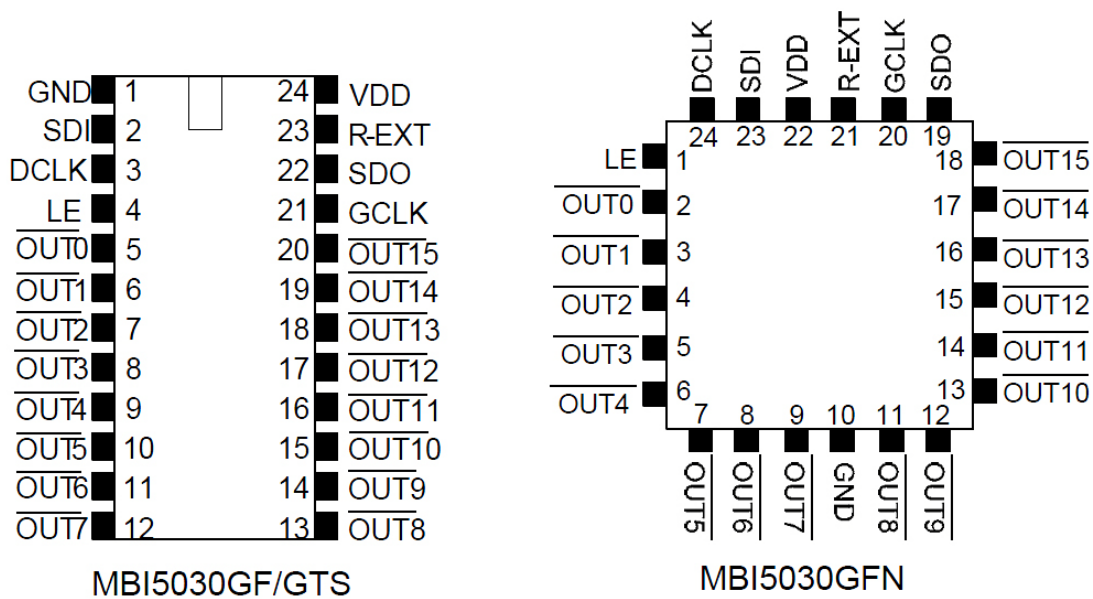 GND 1 24 VDD
SDI 2 23 R-EXT
DCLK 3 22 SDO
LE 4 21 GCLK
OUT0 5 20 OUT15
OUT1 6 19 OUT14
OUT2 7 18 OUT13
OUT3 8 17 OUT12
OUT4 9 16 OUT11
OUT5 10 15 OUT10
OUT6 11 14 OUT9
OUT7 12 13 OUT8
MBI5030GF/GTS
DCLK SDI VDD R-EXT GCLK SDO
24 23 22 21 20 19
LE 1 18 OUT15
OUT0 2 17 OUT14
OUT1 3 16 OUT13
OUT2 4 15 OUT12
OUT3 5 14 OUT11
OUT4 6 13 OUT10
7 8 9 10 11 12
OUT5 OUT6 OUT7 GND OUT8 OUT9
MBI5030GFN